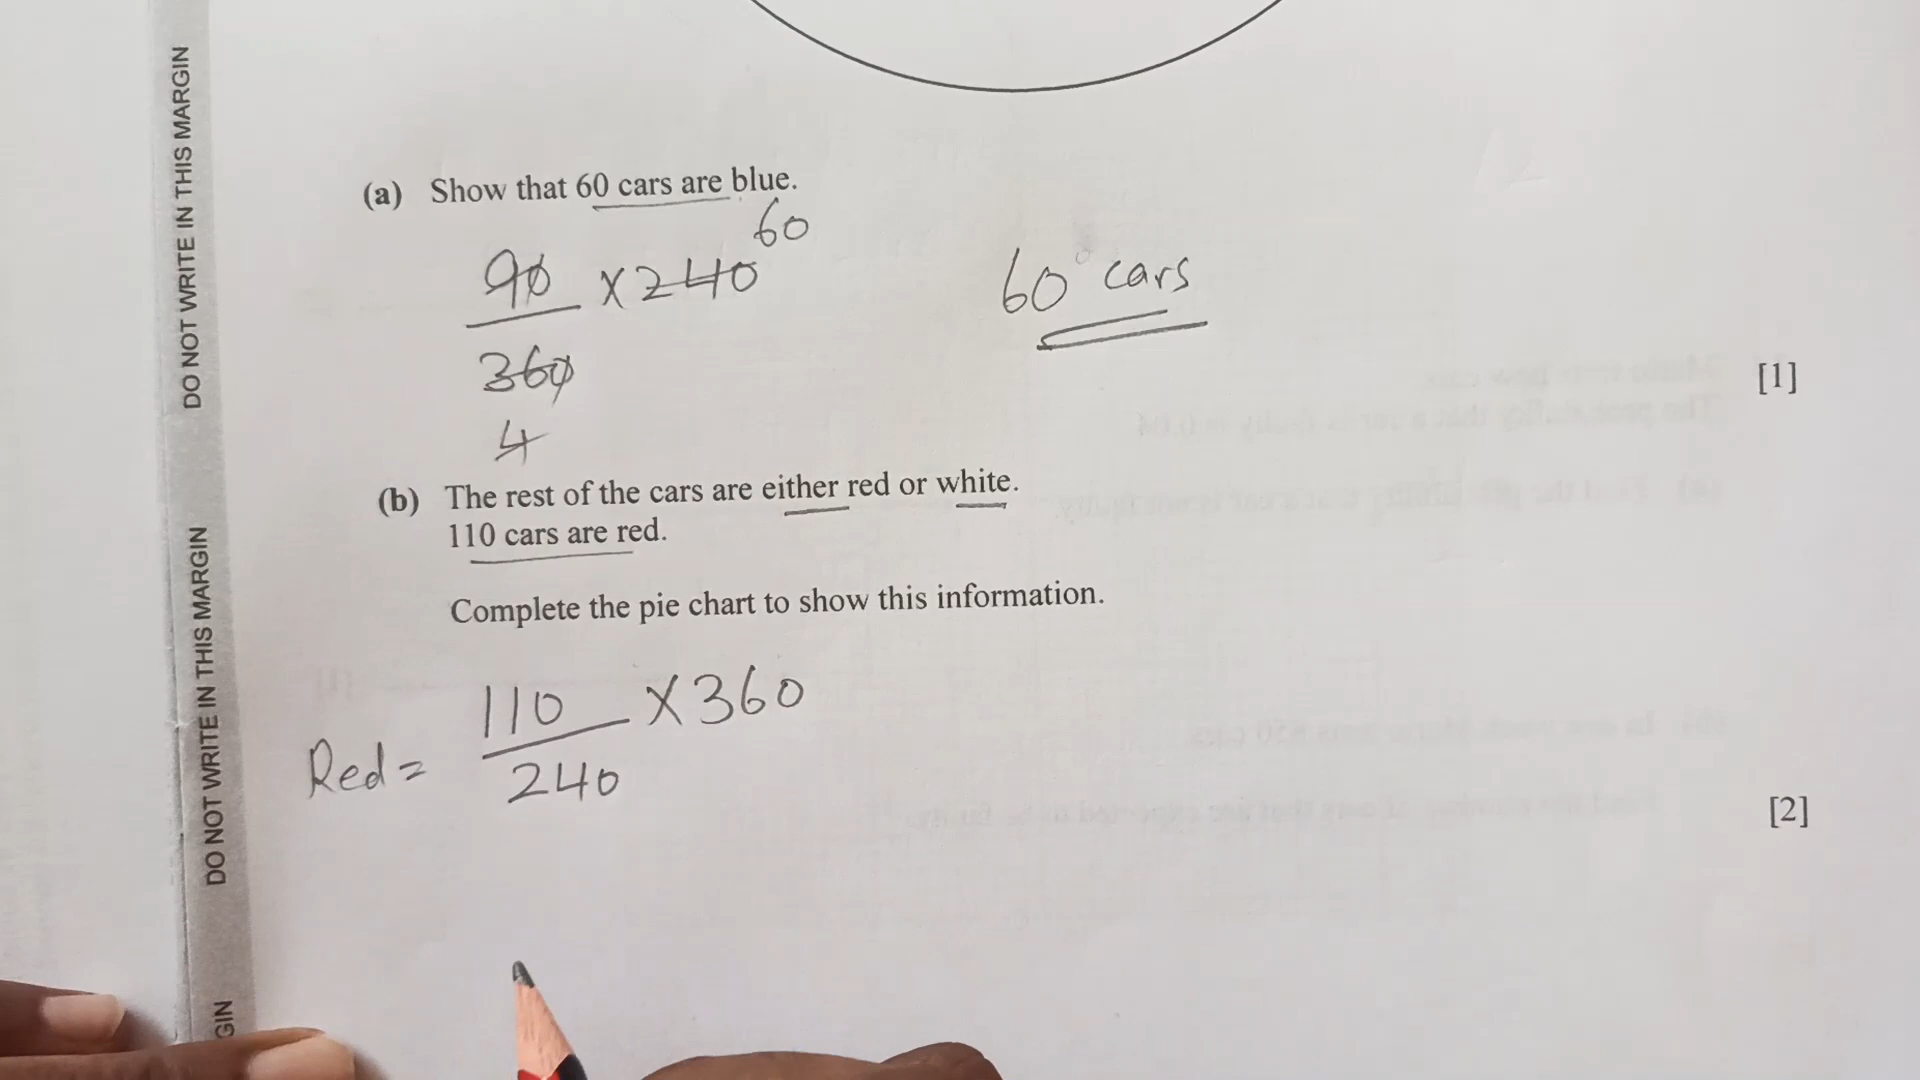 DO NOT WRITE IN THIS MARGIN
DO NOT WRITE IN THIS MARGIN
GIN
(a) Show that 60 cars are blue.
60
90 × 240
360
4
60 cars
[1]
(b) The rest of the cars are either red or white.
110 cars are red.
Complete the pie chart to show this information.
110 × 360
Red =
240
[2]